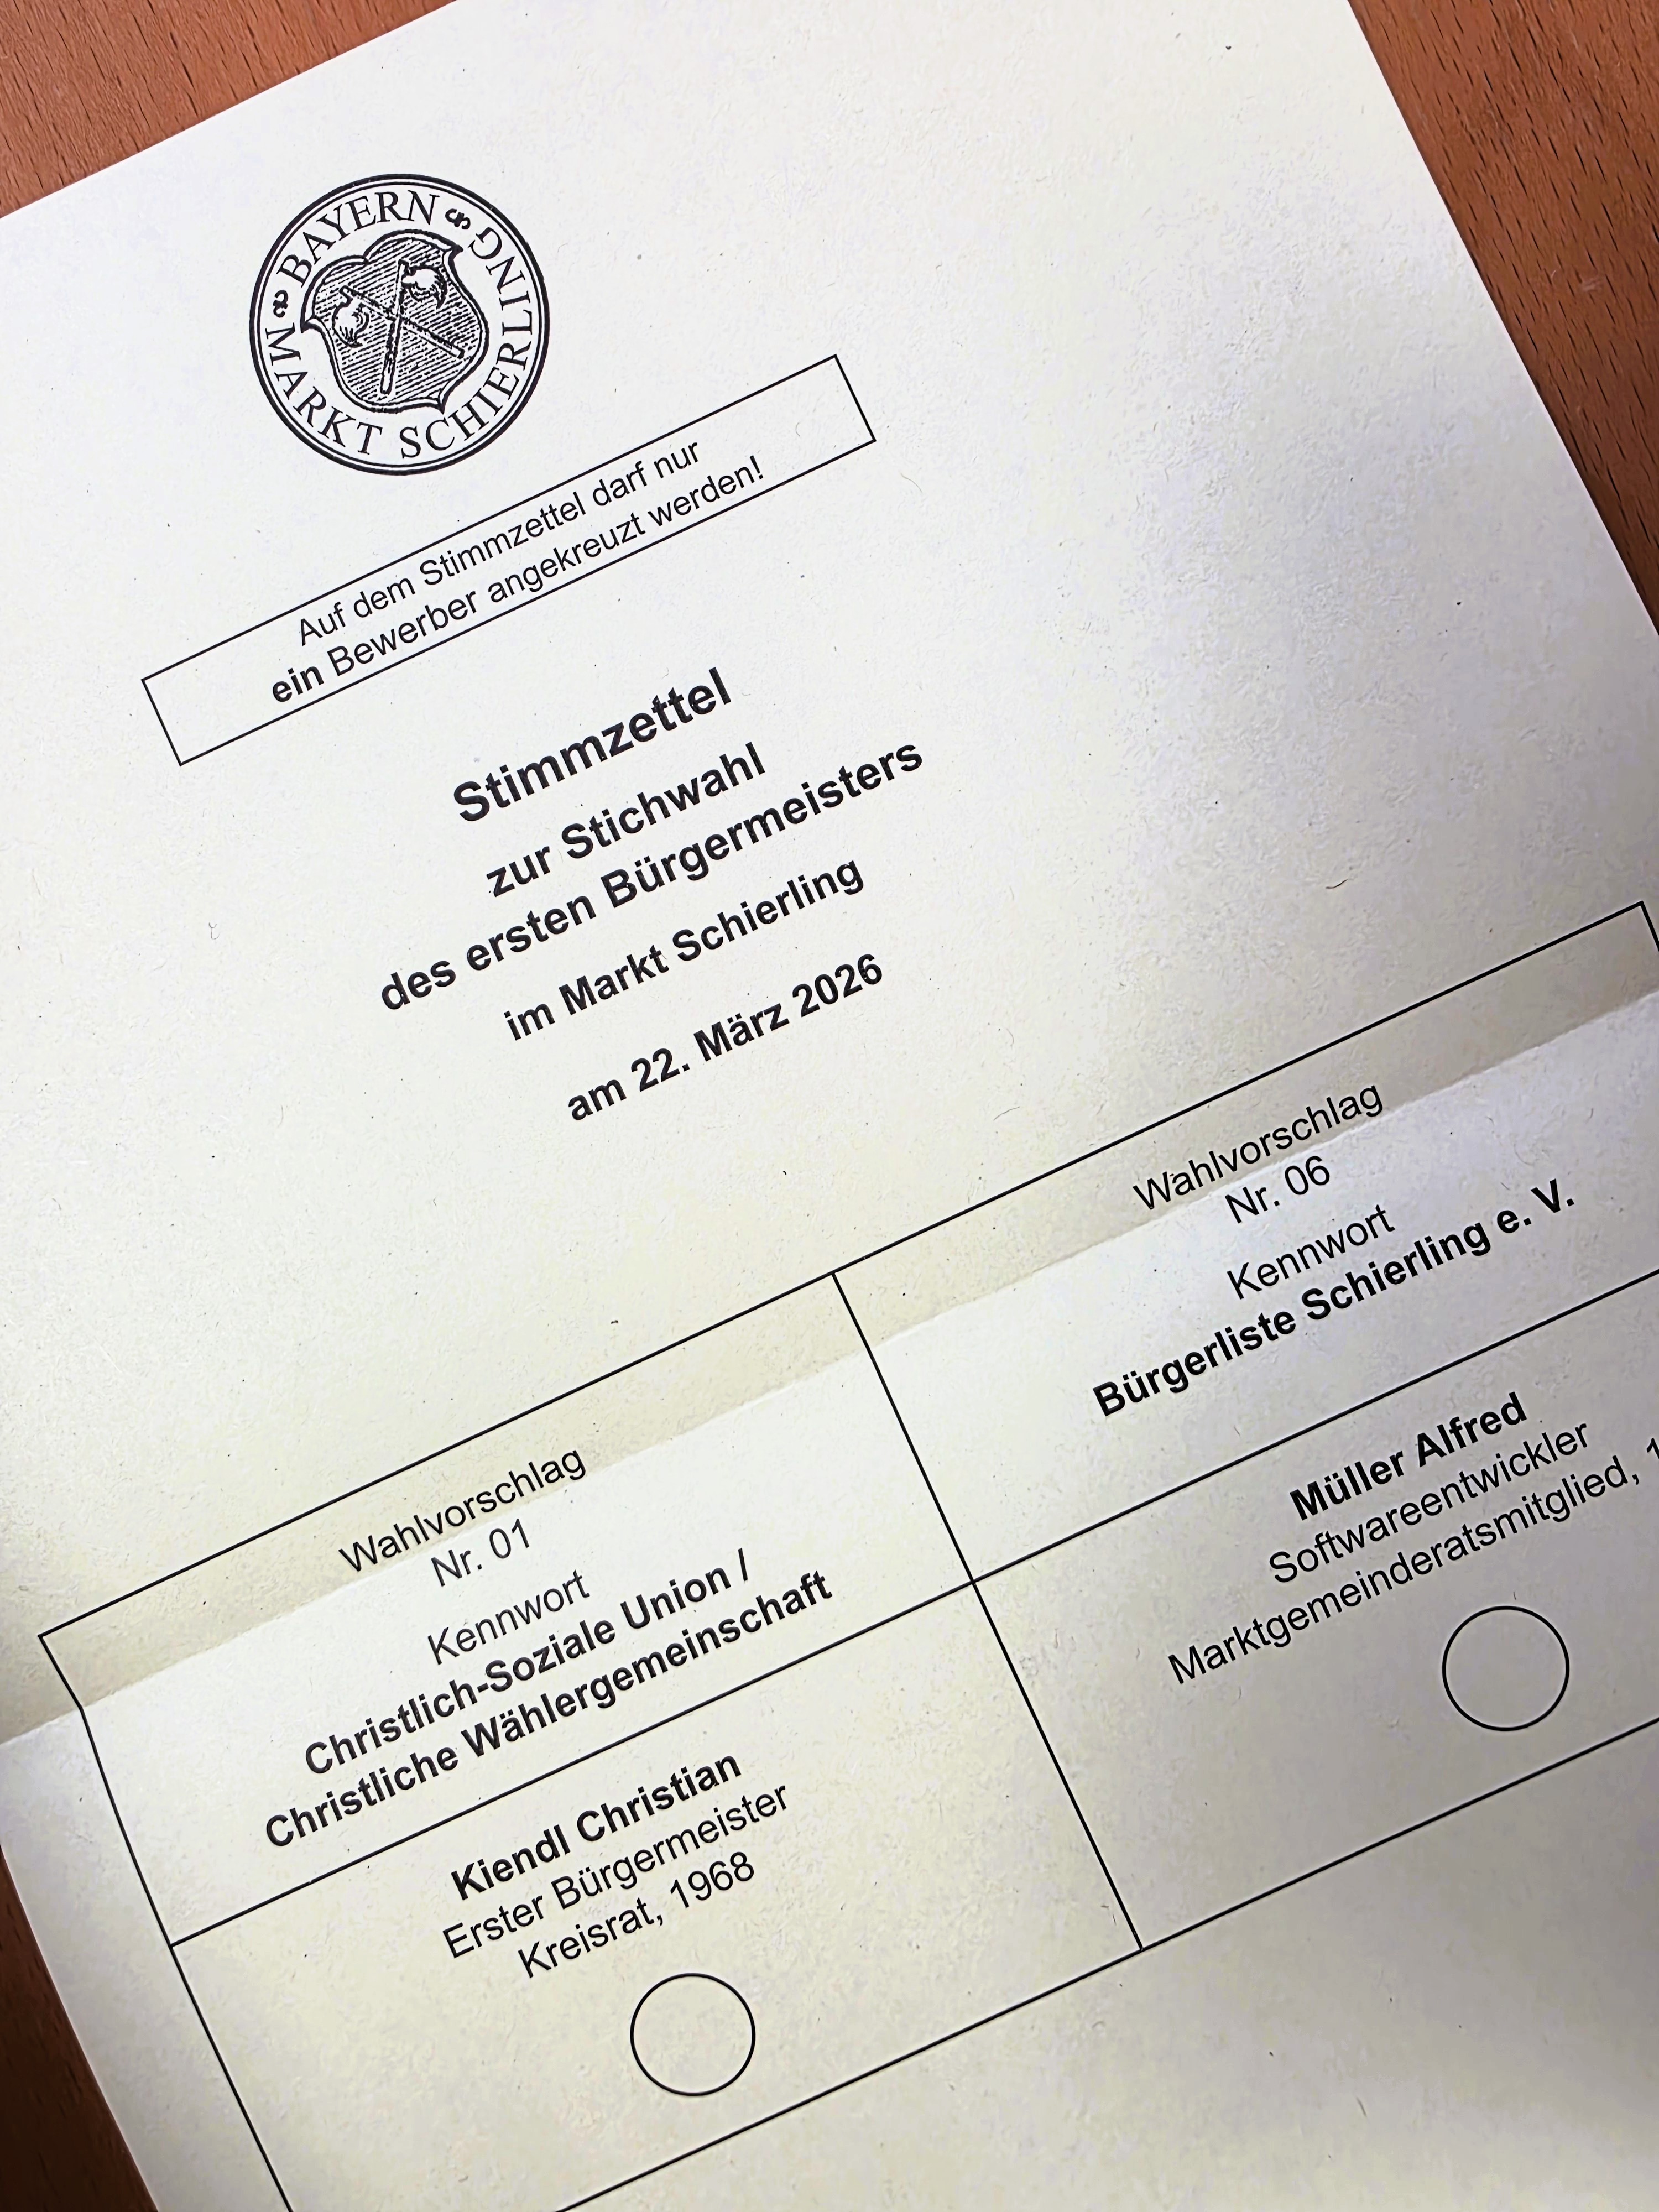 BAYERN
MARKT SCHIERLING
Auf dem Stimmzettel darf nur
ein Bewerber angekreuzt werden!
Stimmzettel
zur Stichwahl
des ersten Bürgermeisters
im Markt Schierling
am 22. März 2026
Wahlvorschlag
Nr. 01
Kennwort
Christlich-Soziale Union /
Christliche Wählergemeinschaft
Kiendl Christian
Erster Bürgermeister
Kreisrat, 1968
Wahlvorschlag
Nr. 06
Kennwort
Bürgerliste Schierling e. V.
Müller Alfred
Softwareentwickler
Marktgemeinderatsmitglied,